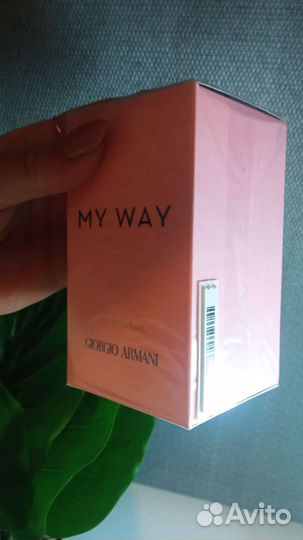 MY WAY
eau de parfum
GIORGIO ARMANI
Avito